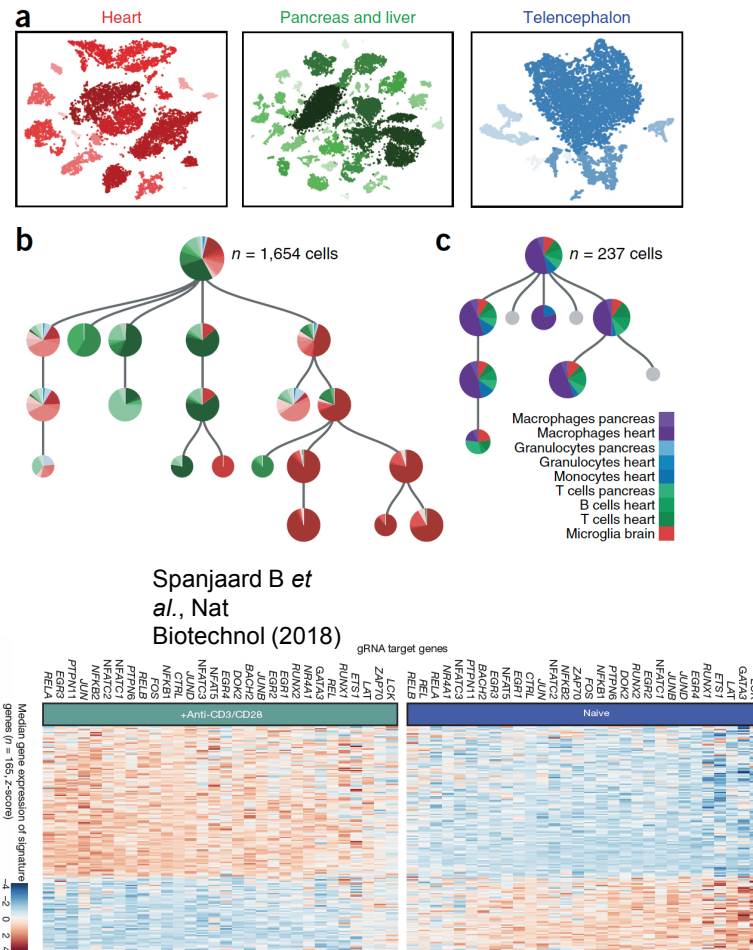 a
Heart
Pancreas and liver
Telencephalon
b
n = 1,654 cells
c
n = 237 cells
Macrophages pancreas
Macrophages heart
Granulocytes pancreas
Granulocytes heart
Monocytes heart
T cells pancreas
B cells heart
T cells heart
Microglia brain
Spanjaard B et
al., Nat
Biotechnol (2018)
gRNA target genes
RELA
EGR3
PTPN11
JUN
NFKB2
NFATC2
NFATC1
PTPN6
RELB
FOS
NFKB1
CTRL
JUND
NFATC3
NFAT5
EGR4
DOK2
BACH2
JUNB
EGR2
EGR1
RUNX2
NR4A1
GATA3
REL
RUNX1
ETS1
LAT
ZAP70
LCK
RELB
REL
RELA
NR4A1
NFATC3
PTPN11
BACH2
EGR3
NFAT5
EGR1
CTRL
JUN
NFATC2
NFKB2
ZAP70
FOS
NFKB1
PTPN6
DOK2
RUNX2
EGR2
NFATC1
JUNB
JUND
EGR4
RUNX1
ETS1
LAT
GATA3
+Anti-CD3/CD28
Naive
Median gene expression of signature
genes (n = 165, z-score)
−4
−2
0
2